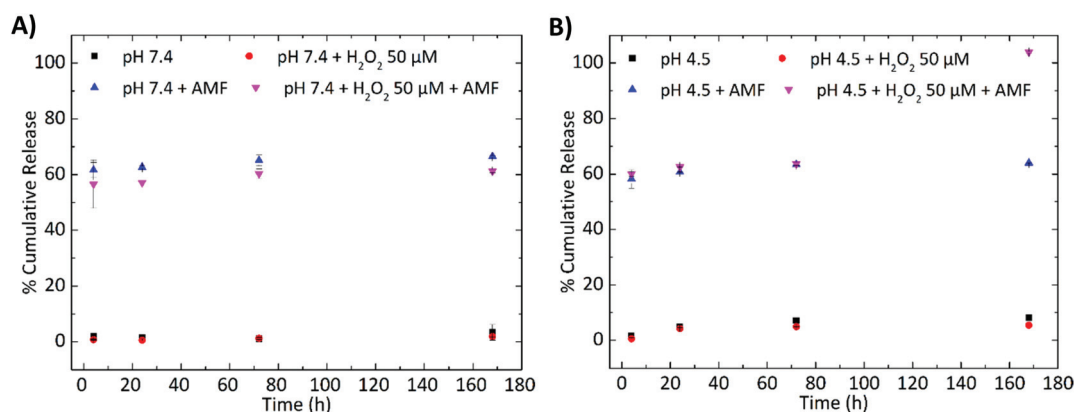 A)
pH 7.4 pH 7.4 + H₂O₂ 50 μM
pH 7.4 + AMF pH 7.4 + H₂O₂ 50 μM + AMF
% Cumulative Release
100
80
60
40
20
0
0 20 40 60 80 100 120 140 160 180
Time (h)
B)
pH 4.5 pH 4.5 + H₂O₂ 50 μM
pH 4.5 + AMF pH 4.5 + H₂O₂ 50 μM + AMF
% Cumulative Release
100
80
60
40
20
0
0 20 40 60 80 100 120 140 160 180
Time (h)